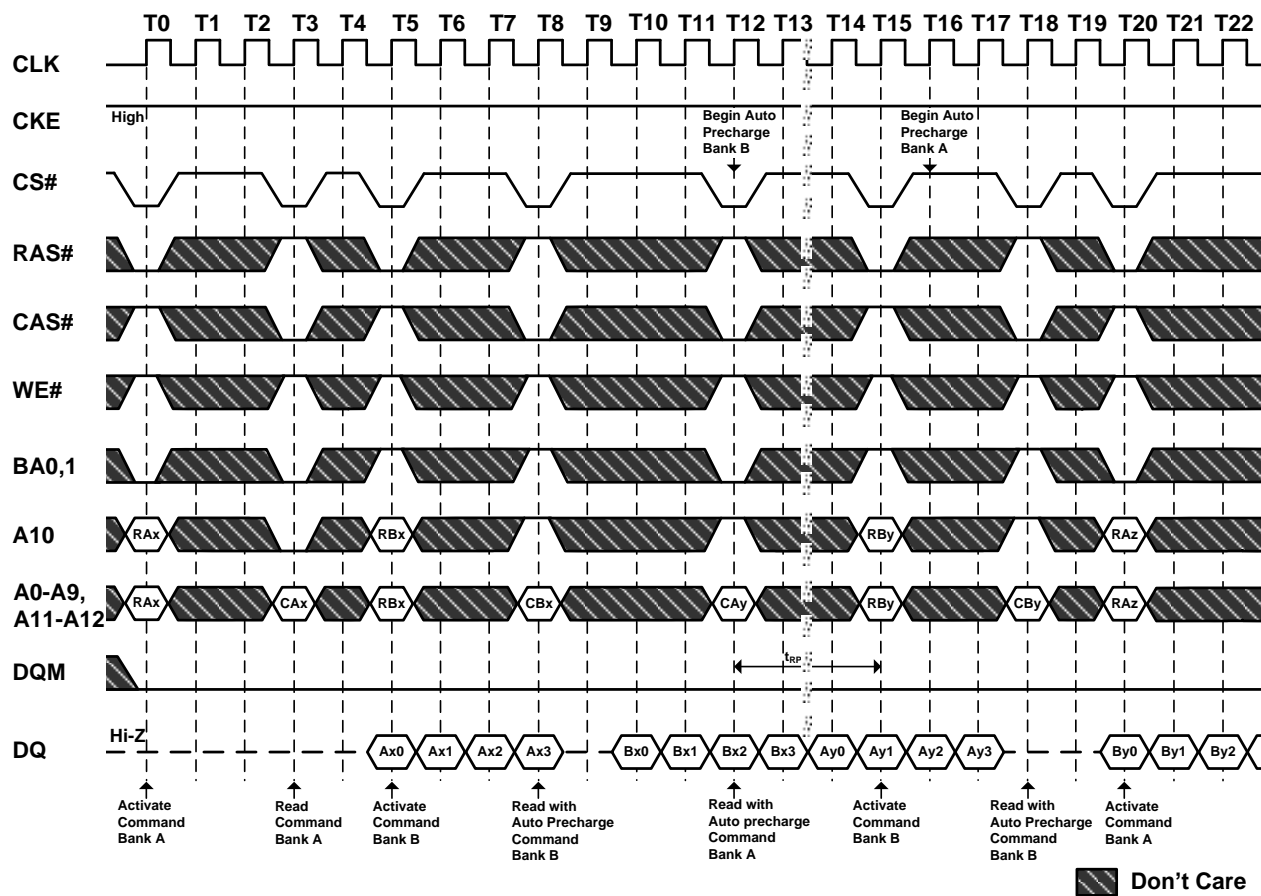 T0 T1 T2 T3 T4 T5 T6 T7 T8 T9 T10 T11 T12 T13 T14 T15 T16 T17 T18 T19 T20 T21 T22
CLK
CKE
High
Begin Auto
Precharge
Bank B
Begin Auto
Precharge
Bank A
CS#
RAS#
CAS#
WE#
BA0,1
A10
RAx RBx RBy RAz
A0-A9,
A11-A12
RAx CAx RBx CBx CAy RBy CBy RAz
DQM
tRP
DQ
Hi-Z
Ax0 Ax1 Ax2 Ax3 Bx0 Bx1 Bx2 Bx3 Ay0 Ay1 Ay2 Ay3 By0 By1 By2
Activate
Command
Bank A
Read
Command
Bank A
Activate
Command
Bank B
Read with
Auto Precharge
Command
Bank B
Read with
Auto precharge
Command
Bank A
Activate
Command
Bank B
Read with
Auto Precharge
Command
Bank B
Activate
Command
Bank A
Don't Care